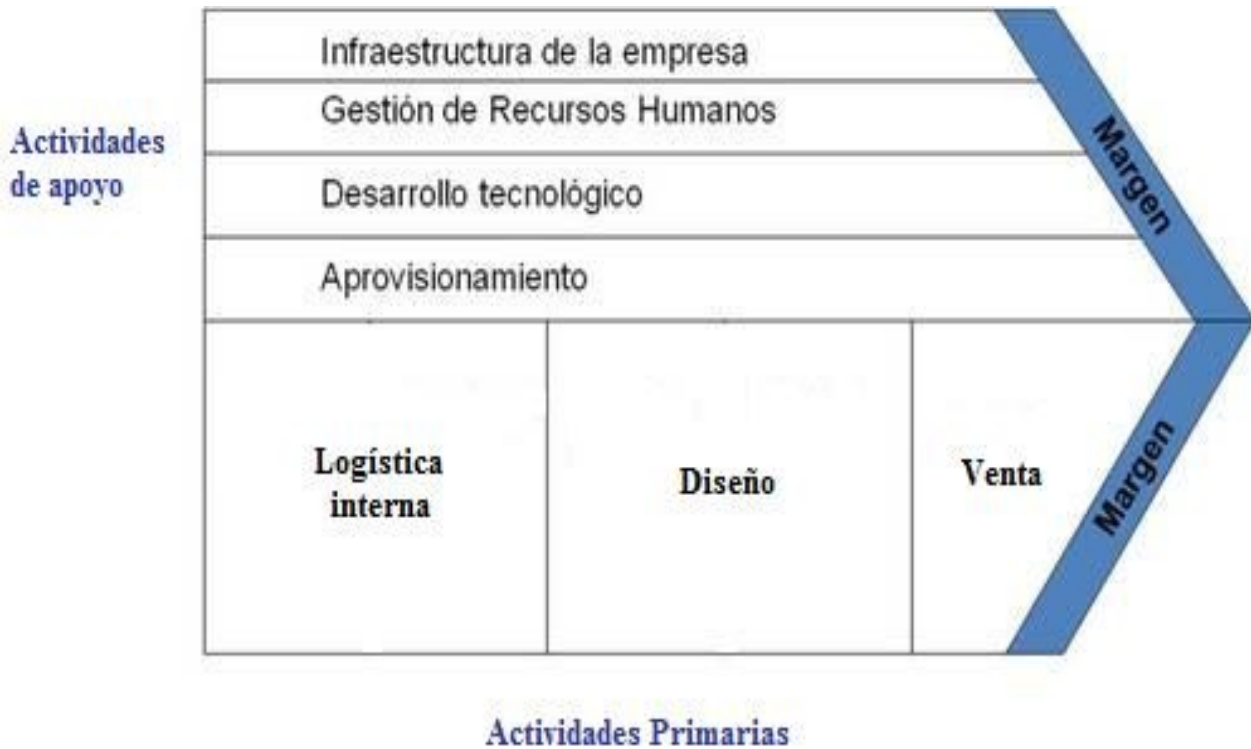 Infraestructura de la empresa
Gestión de Recursos Humanos
Actividades
de apoyo
Desarrollo tecnológico
Aprovisionamiento
Margen
Logística
interna
Diseño
Venta
Margen
Actividades Primarias